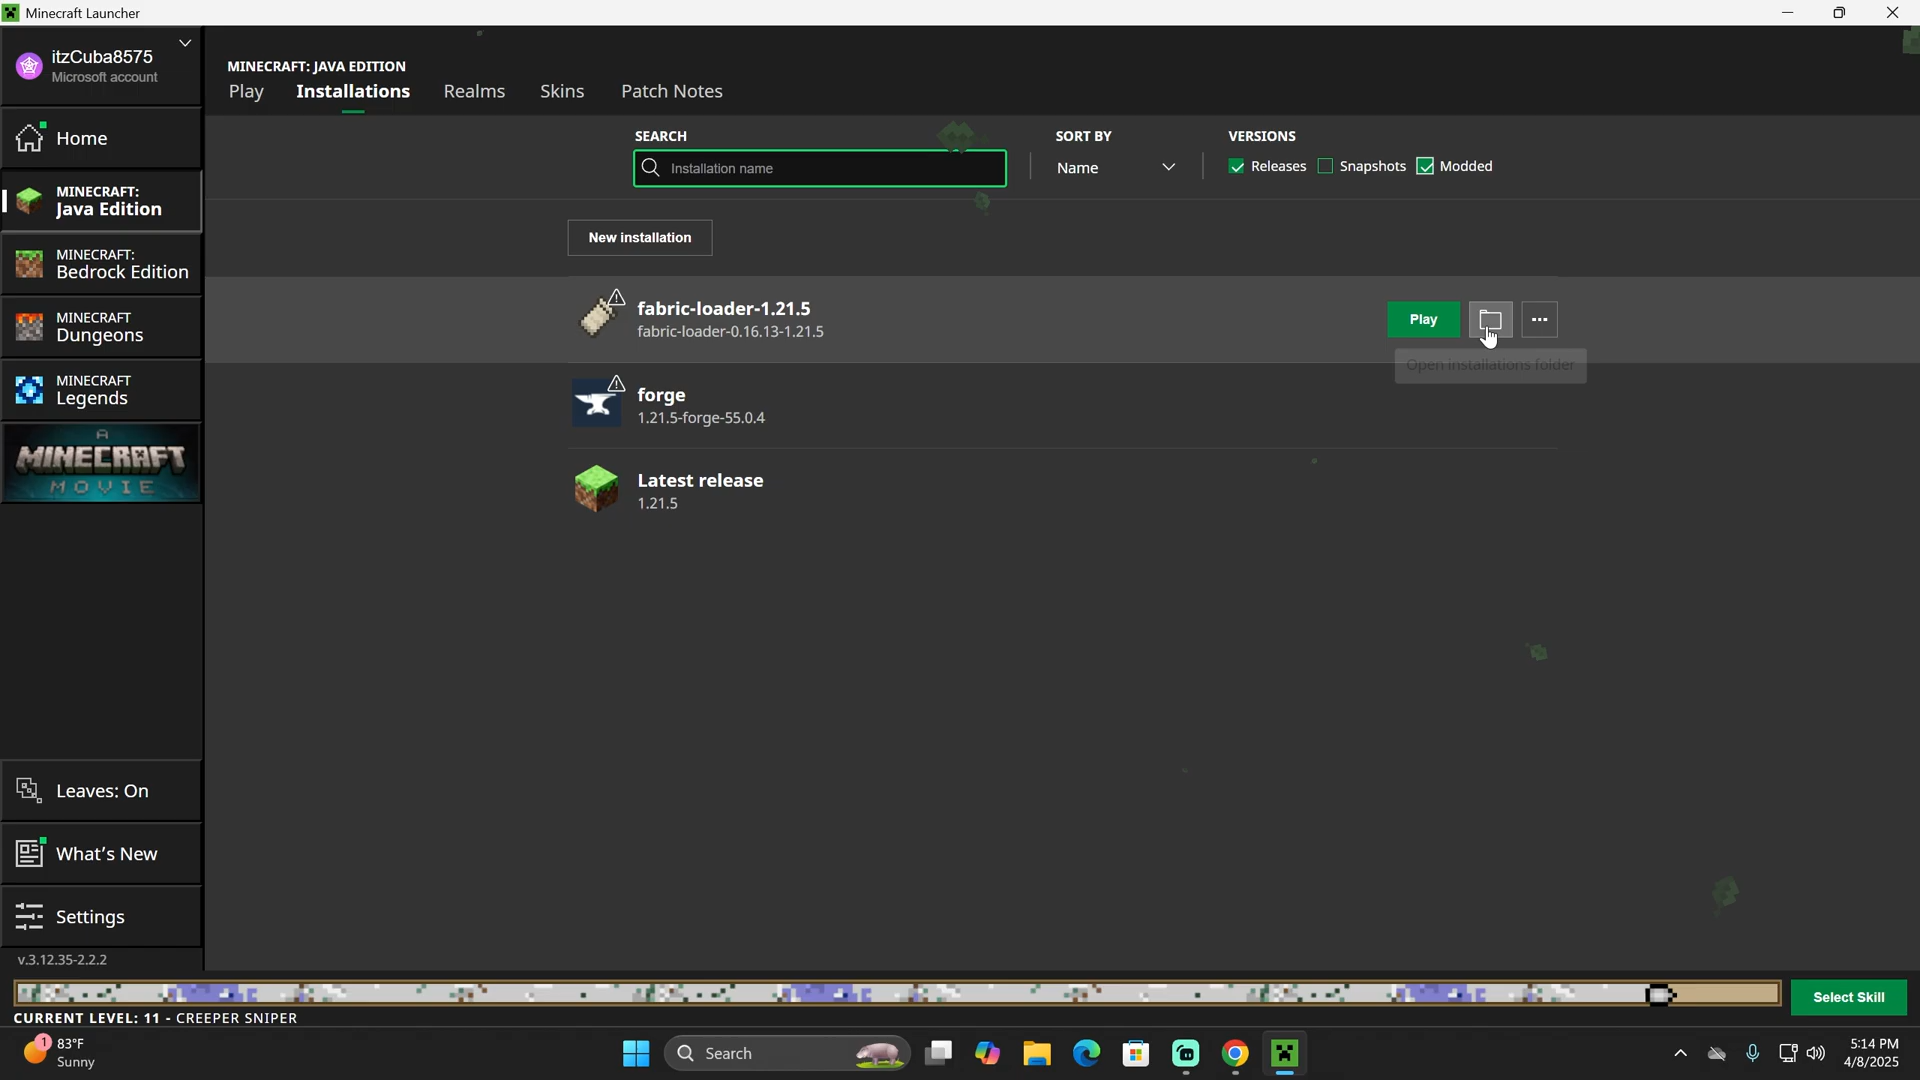 Minecraft Launcher
itzCuba8575
Microsoft account
Home
MINECRAFT:
Java Edition
MINECRAFT:
Bedrock Edition
MINECRAFT
Dungeons
MINECRAFT
Legends
A
MINECRAFT
MOVIE
Leaves: On
What's New
Settings
v.3.12.35-2.2.2
MINECRAFT: JAVA EDITION
Play Installations Realms Skins Patch Notes
SEARCH
Installation name
SORT BY
Name
VERSIONS
Releases Snapshots Modded
New installation
fabric-loader-1.21.5
fabric-loader-0.16.13-1.21.5
Play
Open installations folder
forge
1.21.5-forge-55.0.4
Latest release
1.21.5
Select Skill
CURRENT LEVEL: 11 - CREEPER SNIPER
1
83°F
Sunny
Search
5:14 PM
4/8/2025